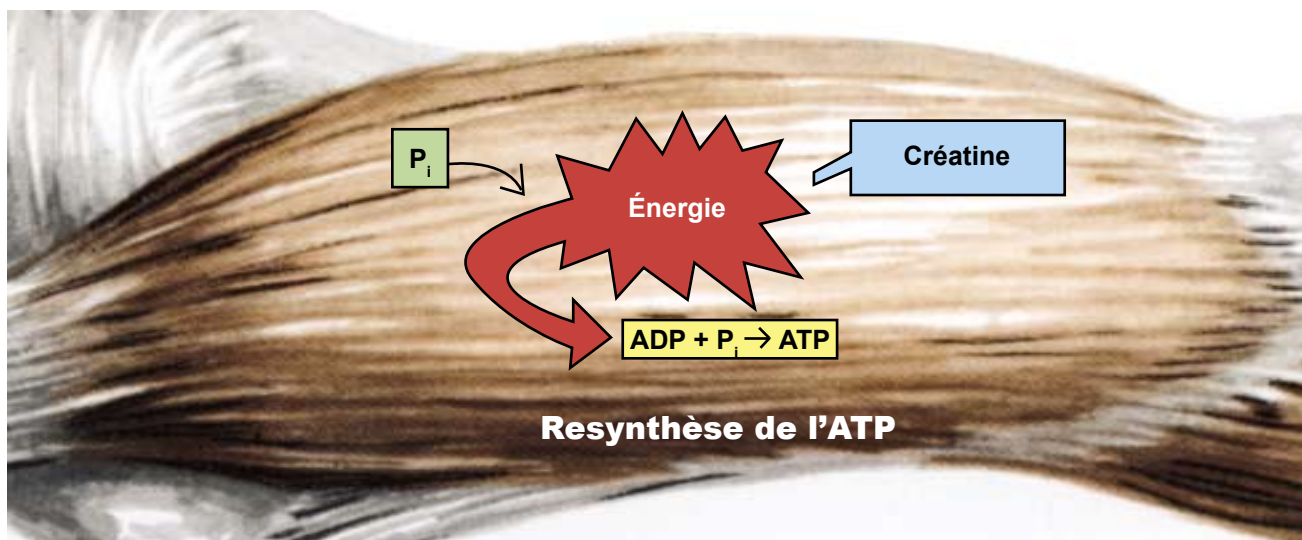 Pi
Créatine
Énergie
ADP + Pi → ATP
Resynthèse de l’ATP